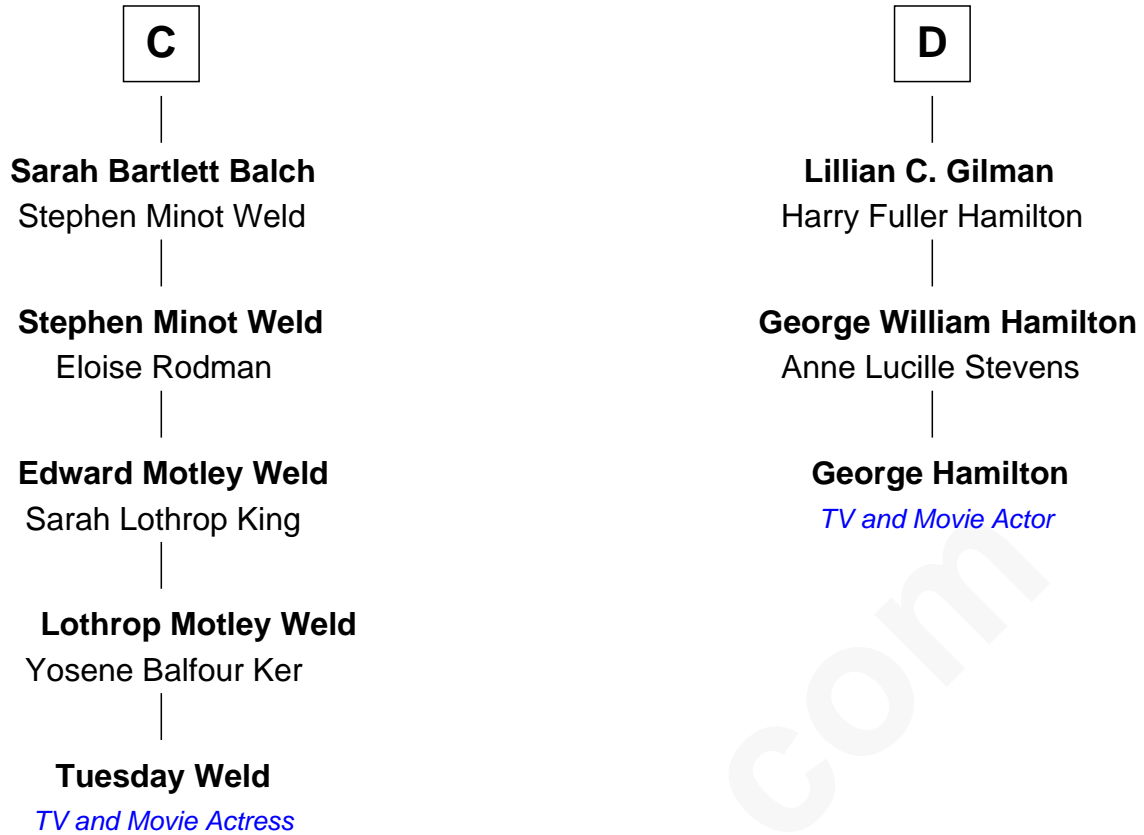 C
Sarah Bartlett Balch
Stephen Minot Weld
Stephen Minot Weld
Eloise Rodman
Edward Motley Weld
Sarah Lothrop King
Lothrop Motley Weld
Yosene Balfour Ker
Tuesday Weld
TV and Movie Actress
D
Lillian C. Gilman
Harry Fuller Hamilton
George William Hamilton
Anne Lucille Stevens
George Hamilton
TV and Movie Actor
com